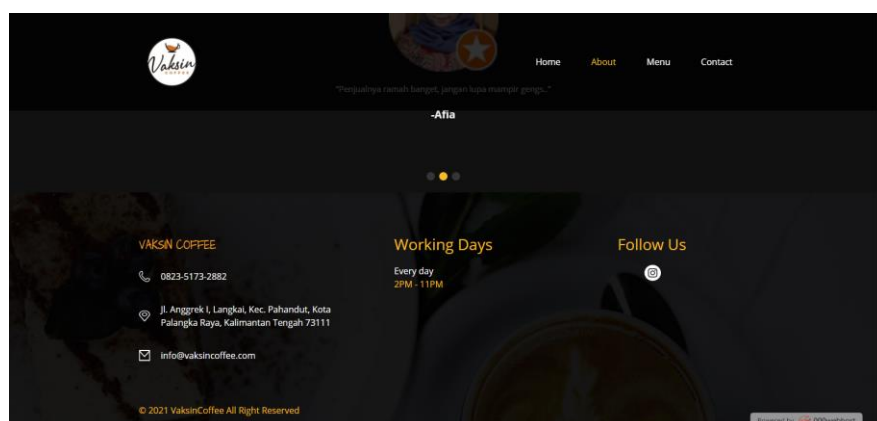 Vaksin
COFFEE
Home About Menu Contact
"Penjualnya ramah banget, jangan lupa mampir gengs.."
-Afia
VAKSIN COFFEE
0823-5173-2882
Jl. Anggrek I, Langkai, Kec. Pahandut, Kota
Palangka Raya, Kalimantan Tengah 73111
info@vaksincoffee.com
Working Days
Every day
2PM - 11PM
Follow Us
© 2021 VaksinCoffee All Right Reserved